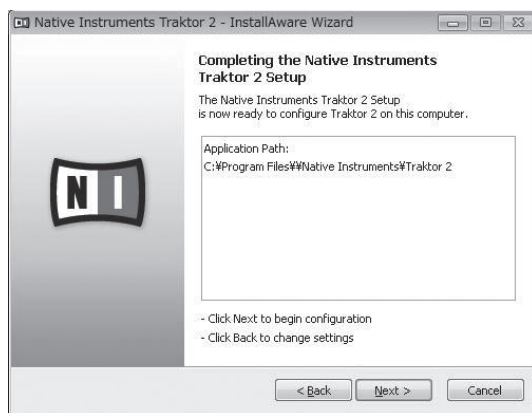 Native Instruments Traktor 2 - InstallAware Wizard
Completing the Native Instruments
Traktor 2 Setup
The Native Instruments Traktor 2 Setup
is now ready to configure Traktor 2 on this computer.
Application Path:
C:¥Program Files¥¥Native Instruments¥Traktor 2
NI
- Click Next to begin configuration
- Click Back to change settings
< Back
Next >
Cancel